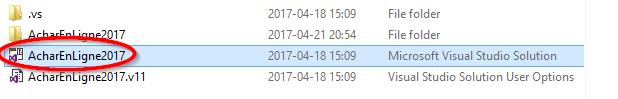 .vs 2017-04-18 15:09 File folder
AcharEnLigne2017 2017-04-21 20:54 File folder
AcharEnLigne2017 2017-04-18 15:09 Microsoft Visual Studio Solution
AcharEnLigne2017.v11 2017-04-18 15:09 Visual Studio Solution User Options